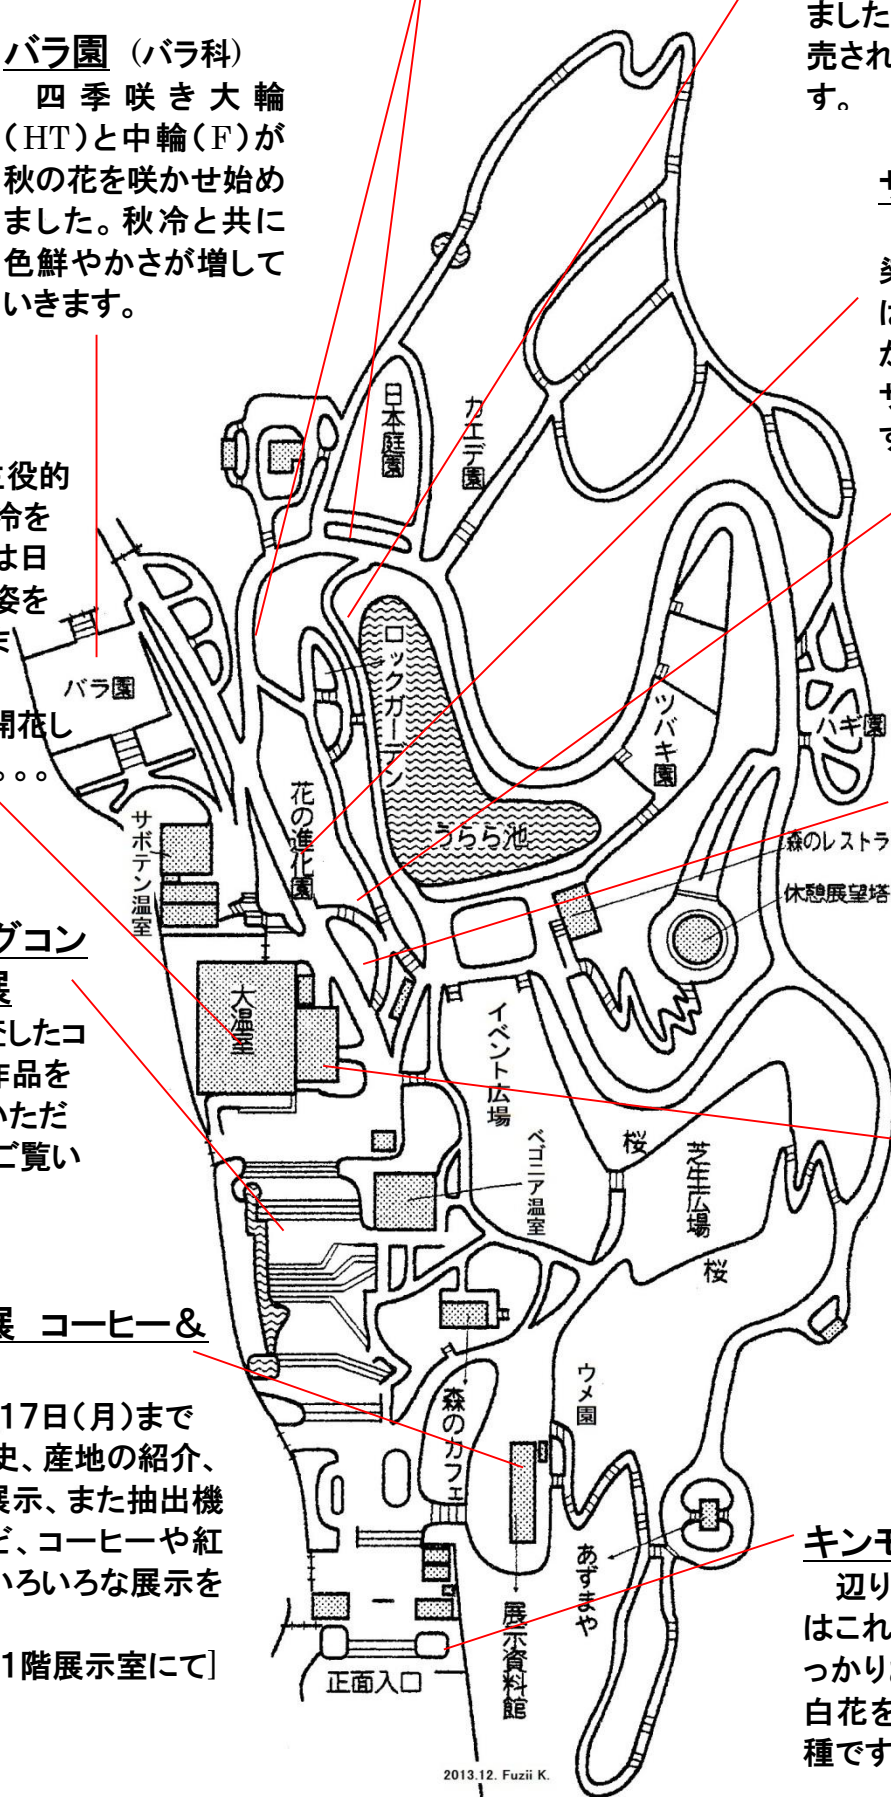 ました
売され
す。
バラ園 (バラ科)
四季咲き大輪
(HT)と中輪(F)が
秋の花を咲かせ始め
ました。秋冷と共に
色鮮やかさが増して
いきます。
は
か
サ
す
役的
冷を
は日
姿を
ま
開花し
。。。
グコン
展
したコ
作品を
いただ
ご覧い
展 コーヒー&
17日(月)まで
史、産地の紹介、
展示、また抽出機
ど、コーヒーや紅
いろいろな展示を
1階展示室にて]
キンモ
辺り
はこれ
っかり
白花を
種です
日本庭園
カエデ園
ロックガーデン
ツバキ園
バラ園
ハギ園
サボテン温室
花の進化園
うらら池
森のレストラ
休憩展望塔
大温室
イベント広場
ベゴニア温室
桜
芝生広場
桜
森のカフェ
ウメ園
あずまや
展示資料館
正面入口
2013.12. Fuzii K.